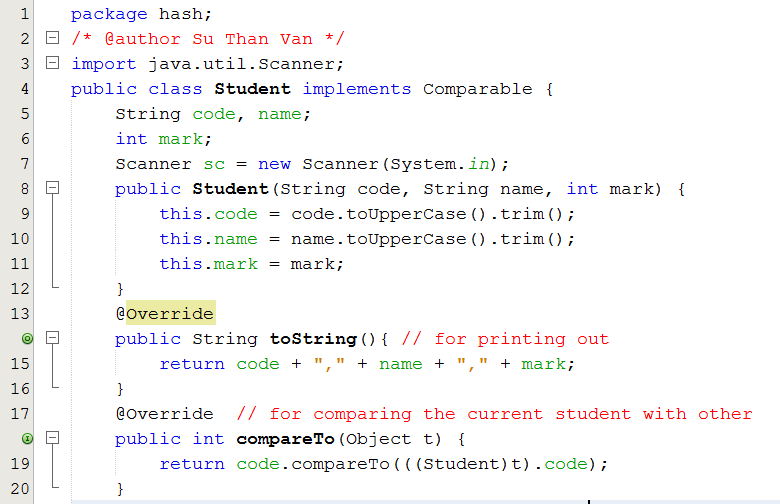 1 package hash;
2 /* @author Su Than Van */
3 import java.util.Scanner;
4 public class Student implements Comparable {
5     String code, name;
6     int mark;
7     Scanner sc = new Scanner(System.in);
8     public Student(String code, String name, int mark) {
9         this.code = code.toUpperCase().trim();
10         this.name = name.toUpperCase().trim();
11         this.mark = mark;
12     }
13     @Override
    public String toString(){ // for printing out
15         return code + "," + name + "," + mark;
16     }
17     @Override  // for comparing the current student with other
    public int compareTo(Object t) {
19         return code.compareTo(((Student)t).code);
20     }